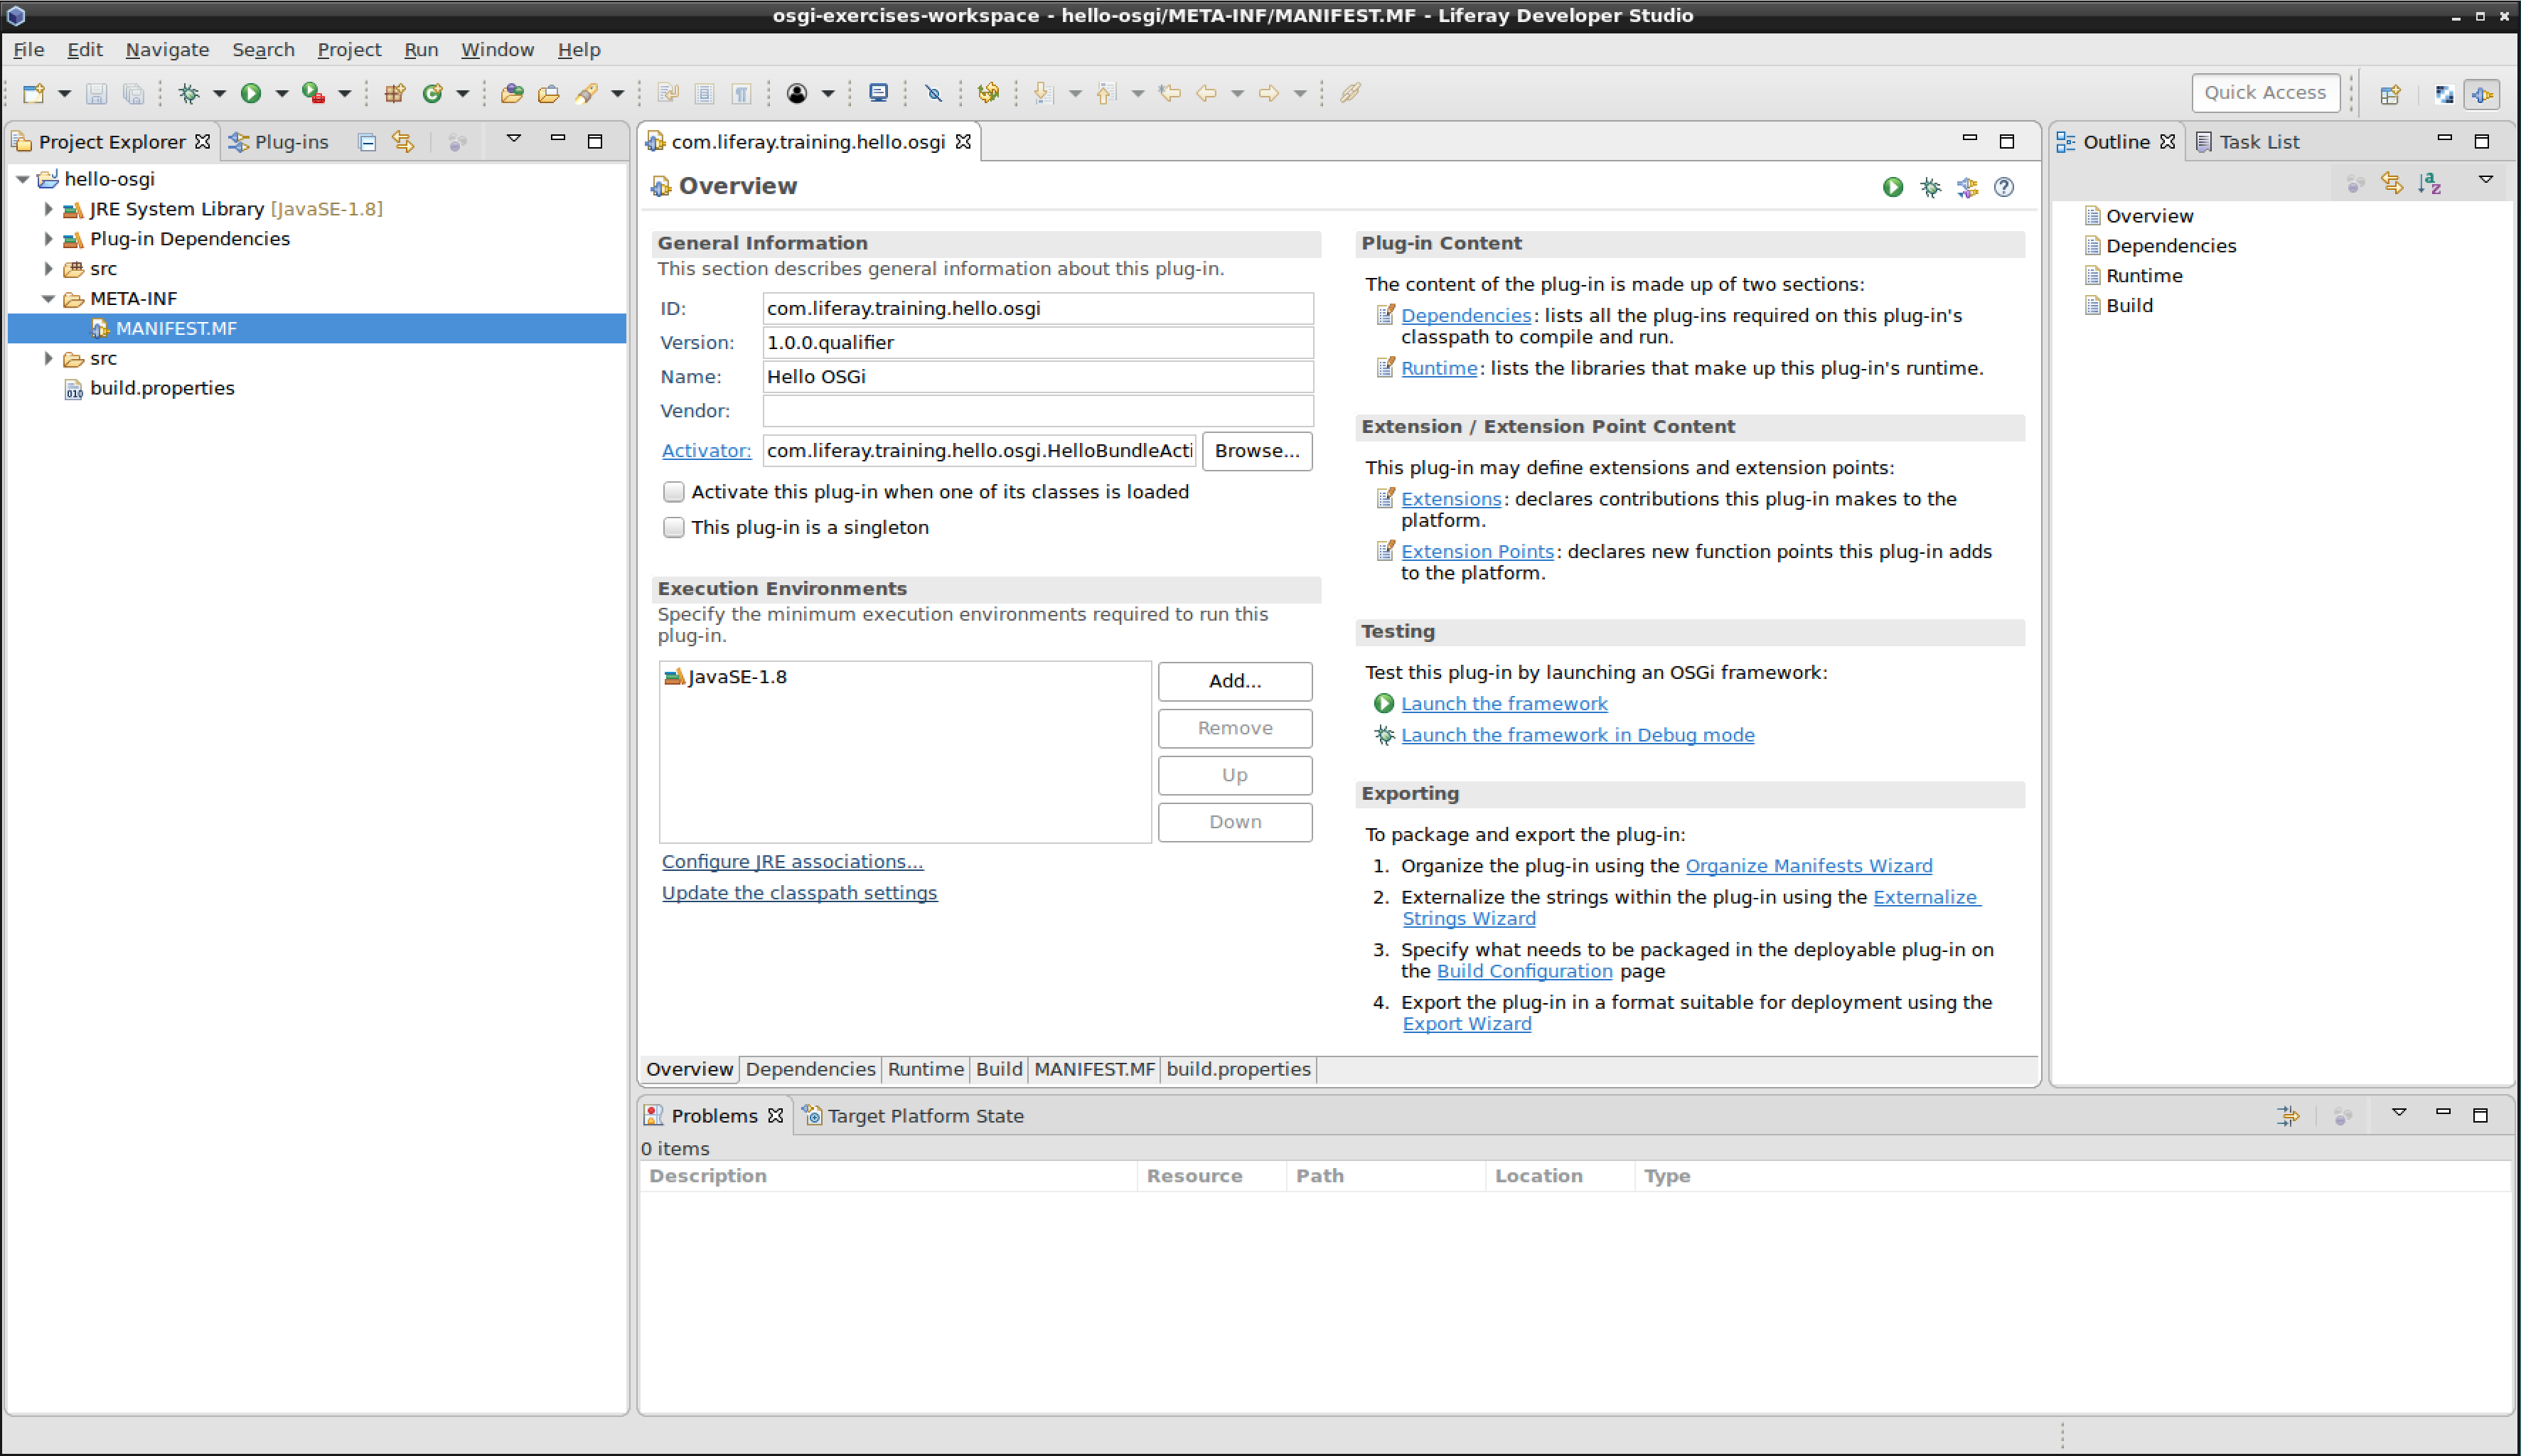 osgi-exercises-workspace - hello-osgi/META-INF/MANIFEST.MF - Liferay Developer Studio
File Edit Navigate Search Project Run Window Help
Quick Access
Project Explorer Plug-ins
hello-osgi
JRE System Library [JavaSE-1.8]
Plug-in Dependencies
src
META-INF
MANIFEST.MF
src
build.properties
com.liferay.training.hello.osgi
Overview
General Information
This section describes general information about this plug-in.
ID: com.liferay.training.hello.osgi
Version: 1.0.0.qualifier
Name: Hello OSGi
Vendor:
Activator: com.liferay.training.hello.osgi.HelloBundleActi Browse...
Activate this plug-in when one of its classes is loaded
This plug-in is a singleton
Execution Environments
Specify the minimum execution environments required to run this
plug-in.
JavaSE-1.8
Add...
Remove
Up
Down
Configure JRE associations...
Update the classpath settings
Plug-in Content
The content of the plug-in is made up of two sections:
Dependencies: lists all the plug-ins required on this plug-in's
classpath to compile and run.
Runtime: lists the libraries that make up this plug-in's runtime.
Extension / Extension Point Content
This plug-in may define extensions and extension points:
Extensions: declares contributions this plug-in makes to the
platform.
Extension Points: declares new function points this plug-in adds
to the platform.
Testing
Test this plug-in by launching an OSGi framework:
Launch the framework
Launch the framework in Debug mode
Exporting
To package and export the plug-in:
1. Organize the plug-in using the Organize Manifests Wizard
2. Externalize the strings within the plug-in using the Externalize
Strings Wizard
3. Specify what needs to be packaged in the deployable plug-in on
the Build Configuration page
4. Export the plug-in in a format suitable for deployment using the
Export Wizard
Overview Dependencies Runtime Build MANIFEST.MF build.properties
Outline Task List
Overview
Dependencies
Runtime
Build
Problems Target Platform State
0 items
Description Resource Path Location Type